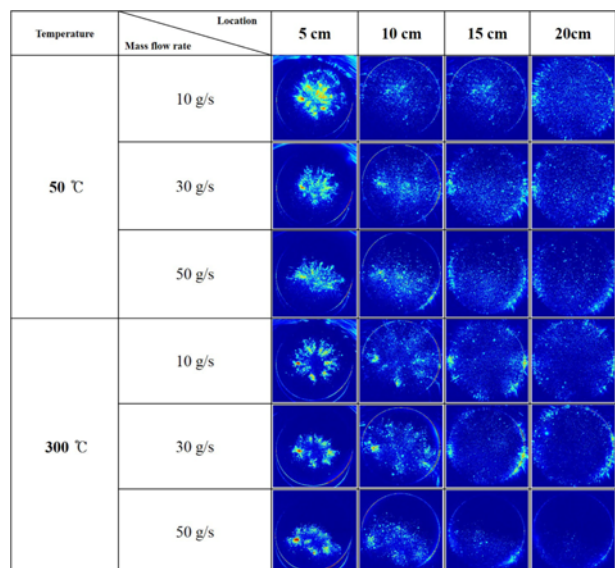 Temperature
Location
Mass flow rate
5 cm
10 cm
15 cm
20cm
50 ℃
10 g/s
30 g/s
50 g/s
300 ℃
10 g/s
30 g/s
50 g/s